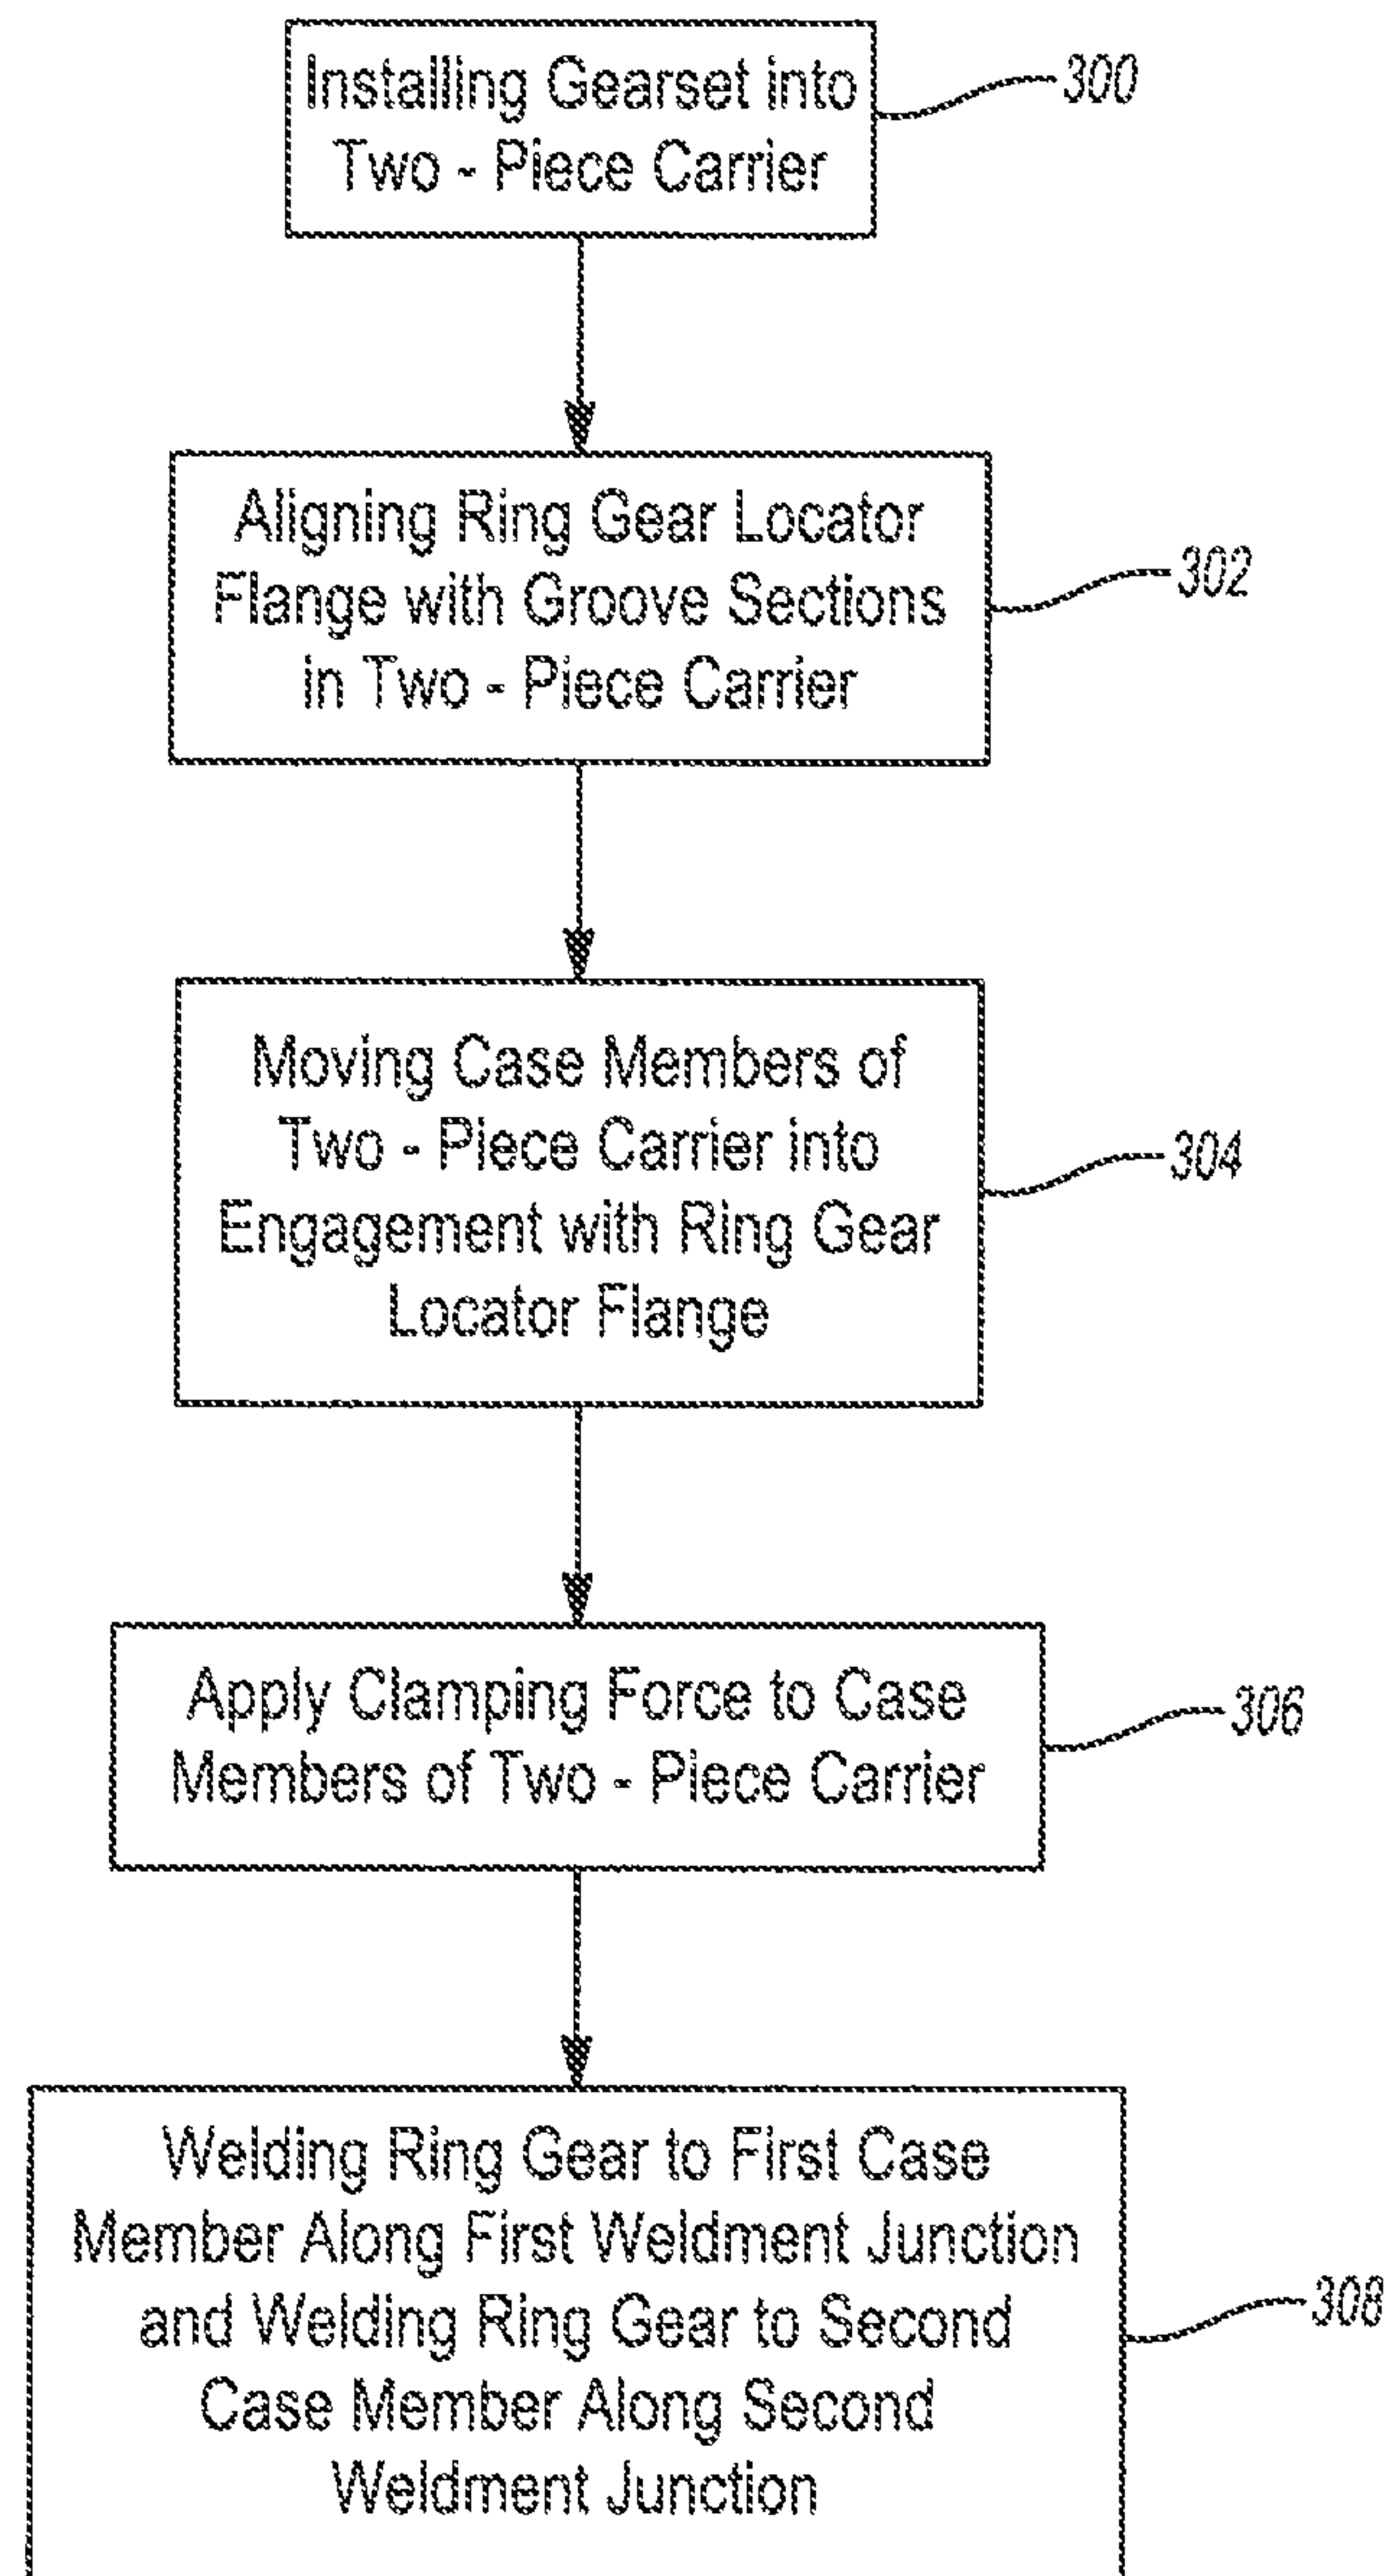 Installing Gearset into
Two - Piece Carrier
300
Aligning Ring Gear Locator
Flange with Groove Sections
in Two - Piece Carrier
302
Moving Case Members of
Two - Piece Carrier into
Engagement with Ring Gear
Locator Flange
304
Apply Clamping Force to Case
Members of Two - Piece Carrier
306
Welding Ring Gear to First Case
Member Along First Weldment Junction
and Welding Ring Gear to Second
Case Member Along Second
Weldment Junction
308